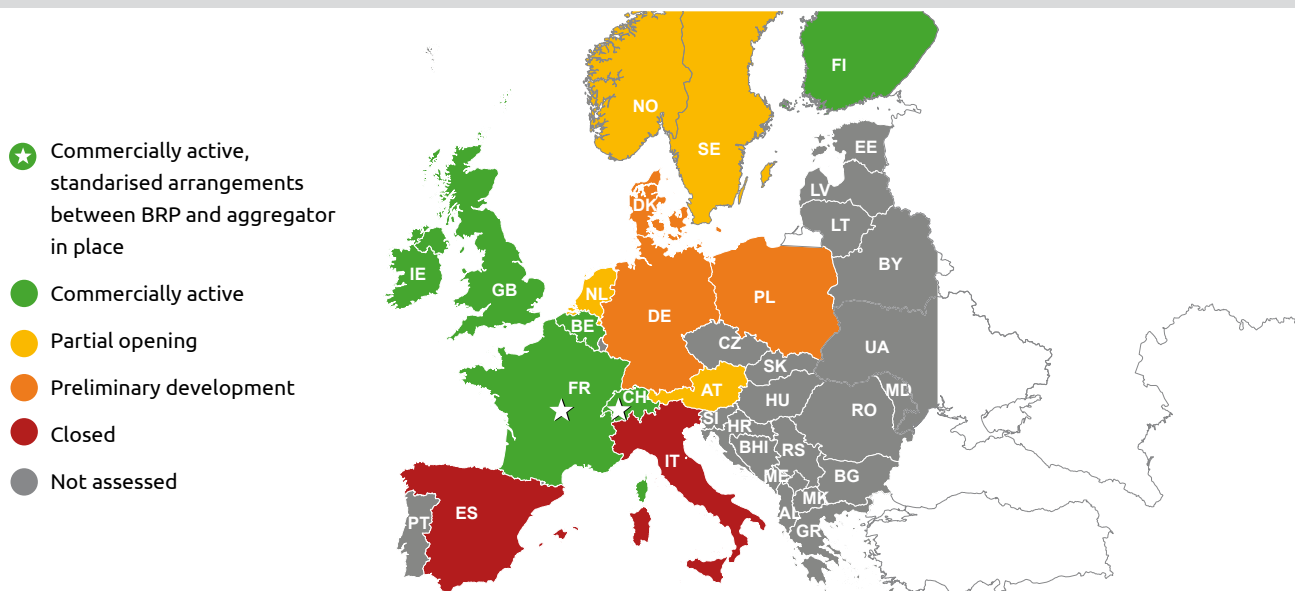 Commercially active,
standarised arrangements
between BRP and aggregator
in place
Commercially active
Partial opening
Preliminary development
Closed
Not assessed
FI
NO
SE
EE
LV
DK
LT
BY
IE
GB
NL
DE
PL
BE
CZ
UA
SK
FR
CH
AT
HU
MD
RO
SI
HR
BHI
RS
IT
ME
BG
MK
ES
PT
AL
GR